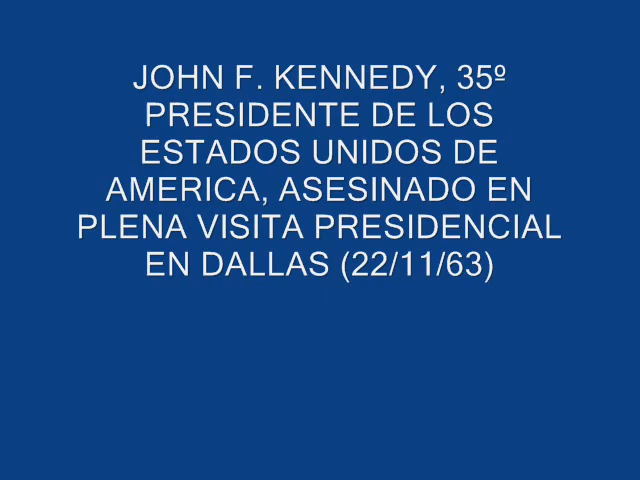 JOHN F. KENNEDY, 35º
PRESIDENTE DE LOS
ESTADOS UNIDOS DE
AMERICA, ASESINADO EN
PLENA VISITA PRESIDENCIAL
EN DALLAS (22/11/63)